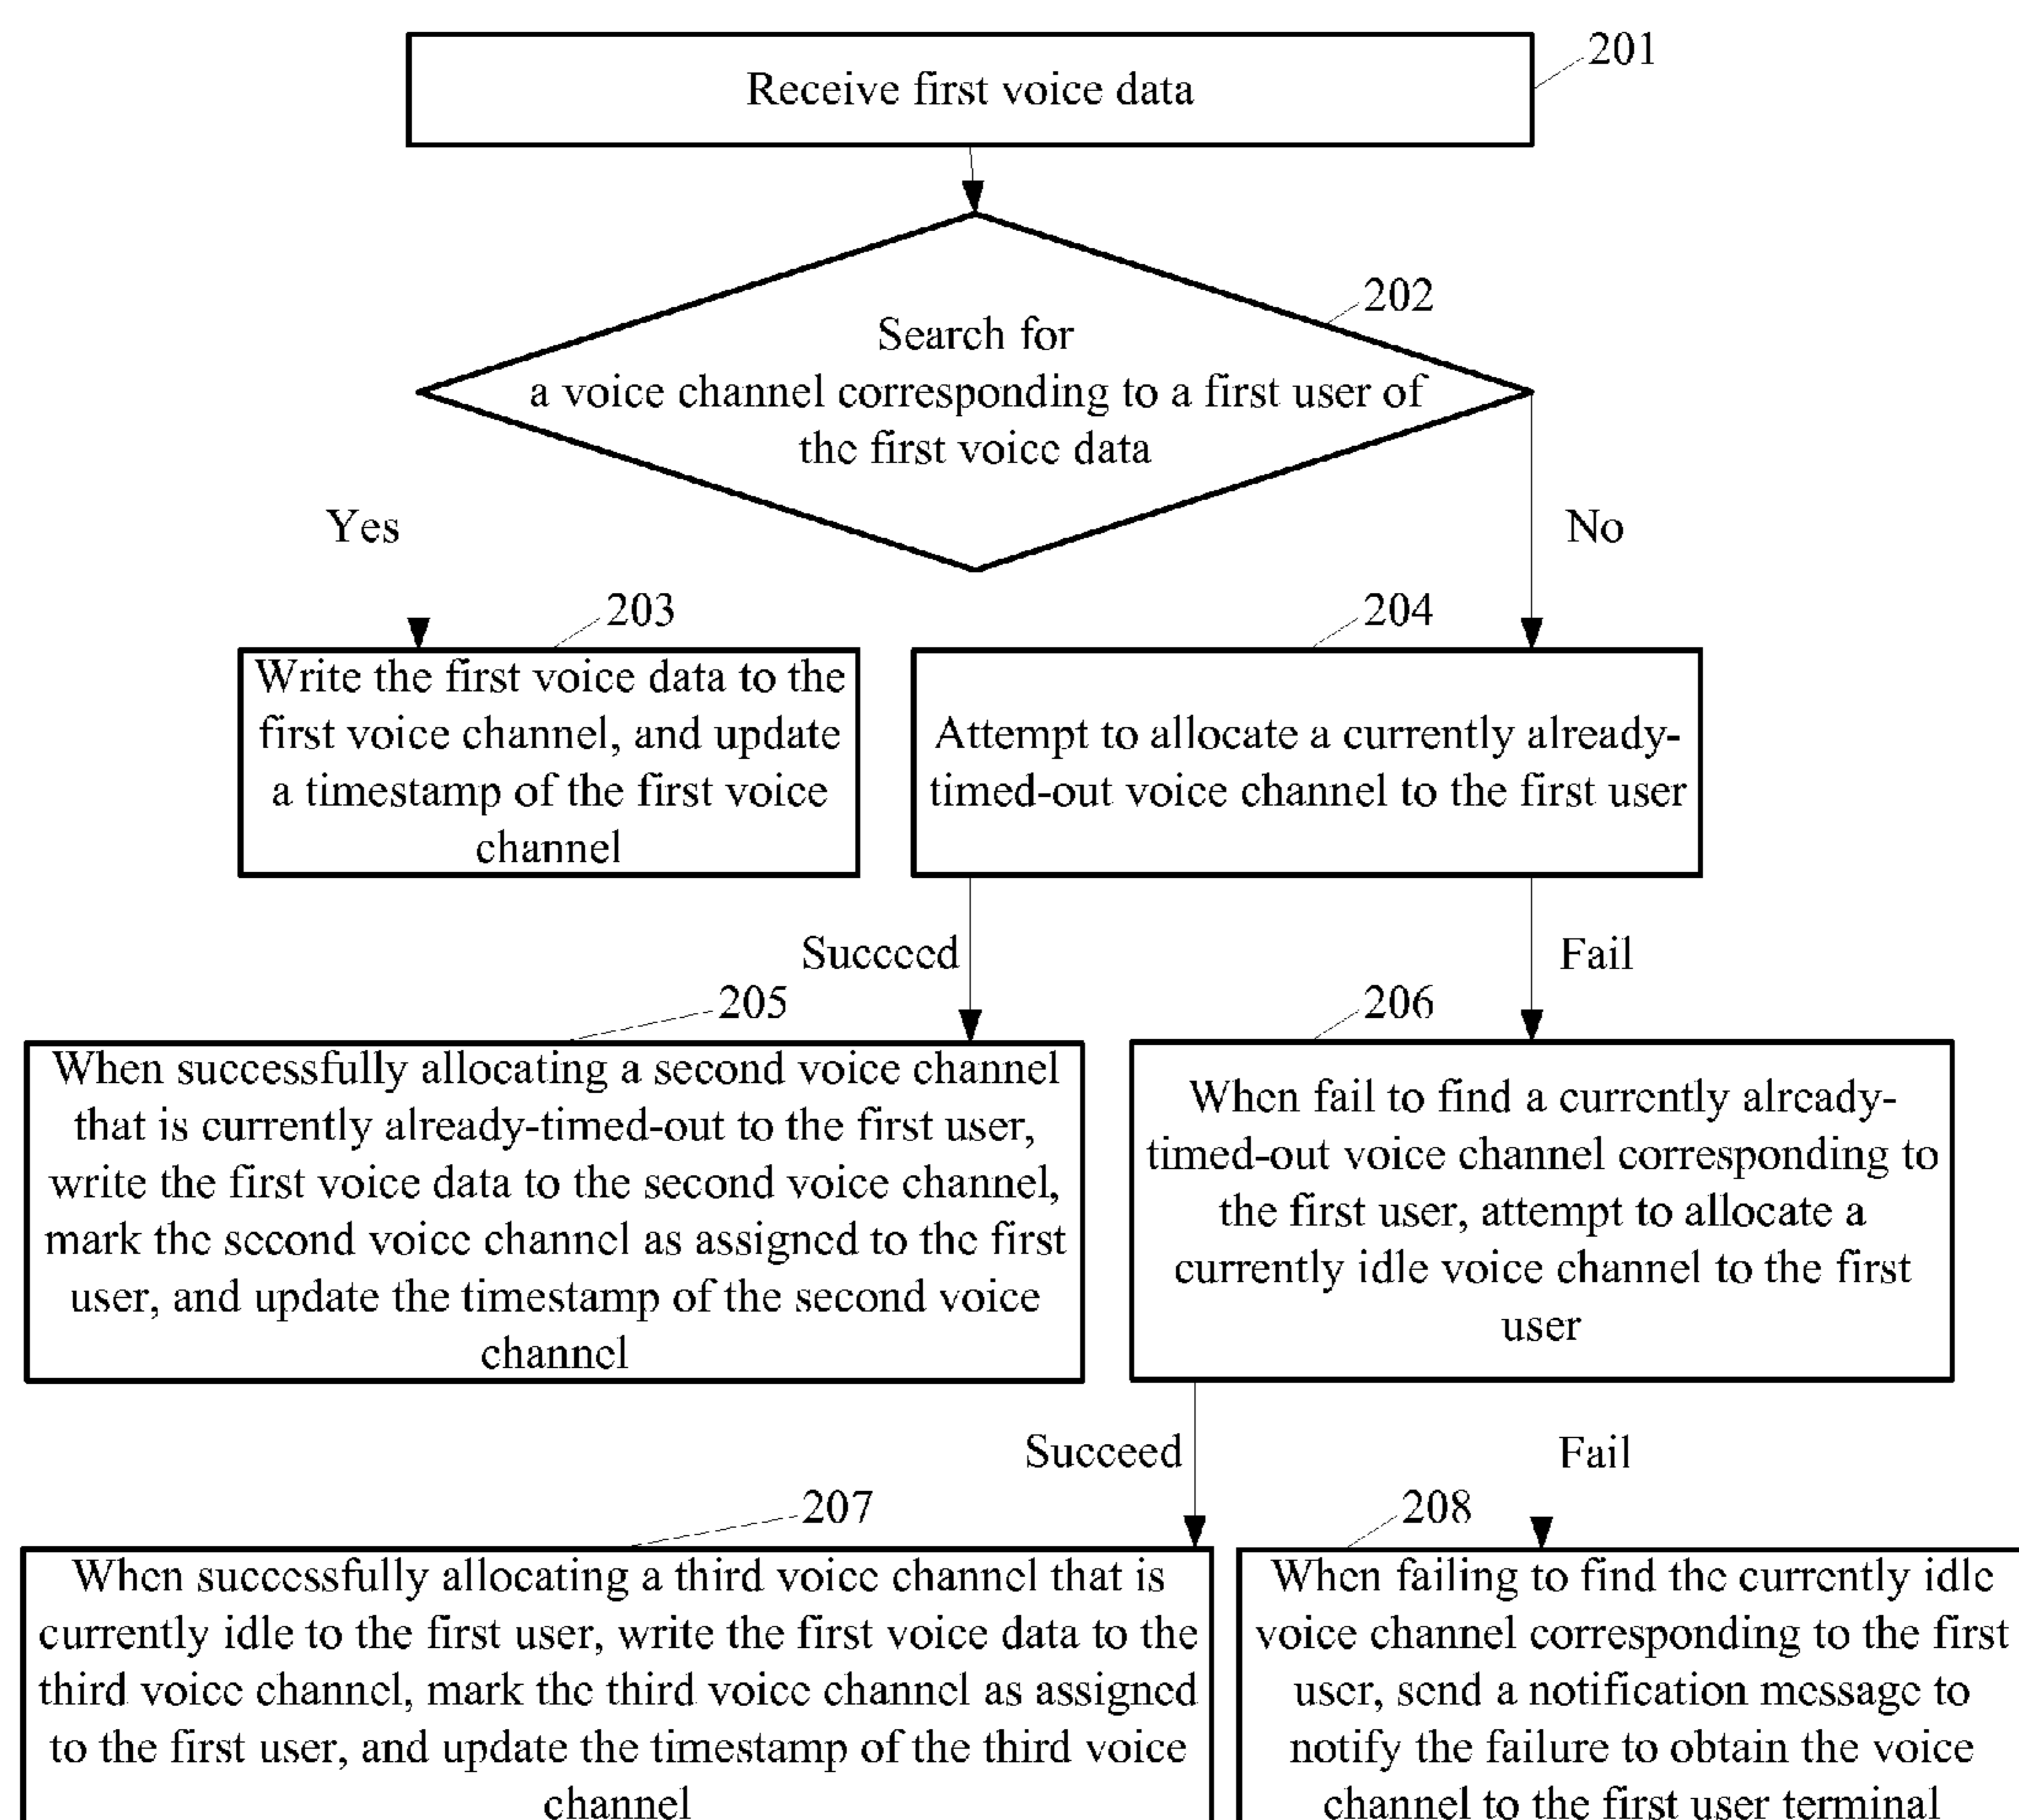 201
Receive first voice data
202
Search for
a voice channel corresponding to a first user of
the first voice data
Yes
No
203
204
Write the first voice data to the
first voice channel, and update
a timestamp of the first voice
channel
Attempt to allocate a currently already-
timed-out voice channel to the first user
Succeed
Fail
205
206
When successfully allocating a second voice channel
that is currently already-timed-out to the first user,
write the first voice data to the second voice channel,
mark the second voice channel as assigned to the first
user, and update the timestamp of the second voice
channel
When fail to find a currently already-
timed-out voice channel corresponding to
the first user, attempt to allocate a
currently idle voice channel to the first
user
Succeed
Fail
207
208
When successfully allocating a third voice channel that is
currently idle to the first user, write the first voice data to the
third voice channel, mark the third voice channel as assigned
to the first user, and update the timestamp of the third voice
channel
When failing to find the currently idle
voice channel corresponding to the first
user, send a notification message to
notify the failure to obtain the voice
channel to the first user terminal